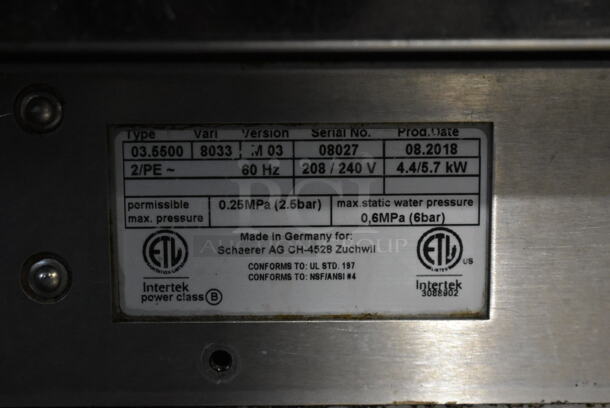 Type Vari Version Serial No. Prod.Date
03.5500 8033 M 03 08027 08.2018
2/PE ~ 60 Hz 208 / 240 V 4.4/5.7 kW
permissible max. pressure 0.25MPa (2.5bar) max.static water pressure 0,6MPa (6bar)
Made in Germany for:
Schaerer AG CH-4528 Zuchwil
CONFORMS TO: UL STD. 197
CONFORMS TO: NSF/ANSI #4
ETL
Intertek
power class B
ETL US
Intertek
3088902